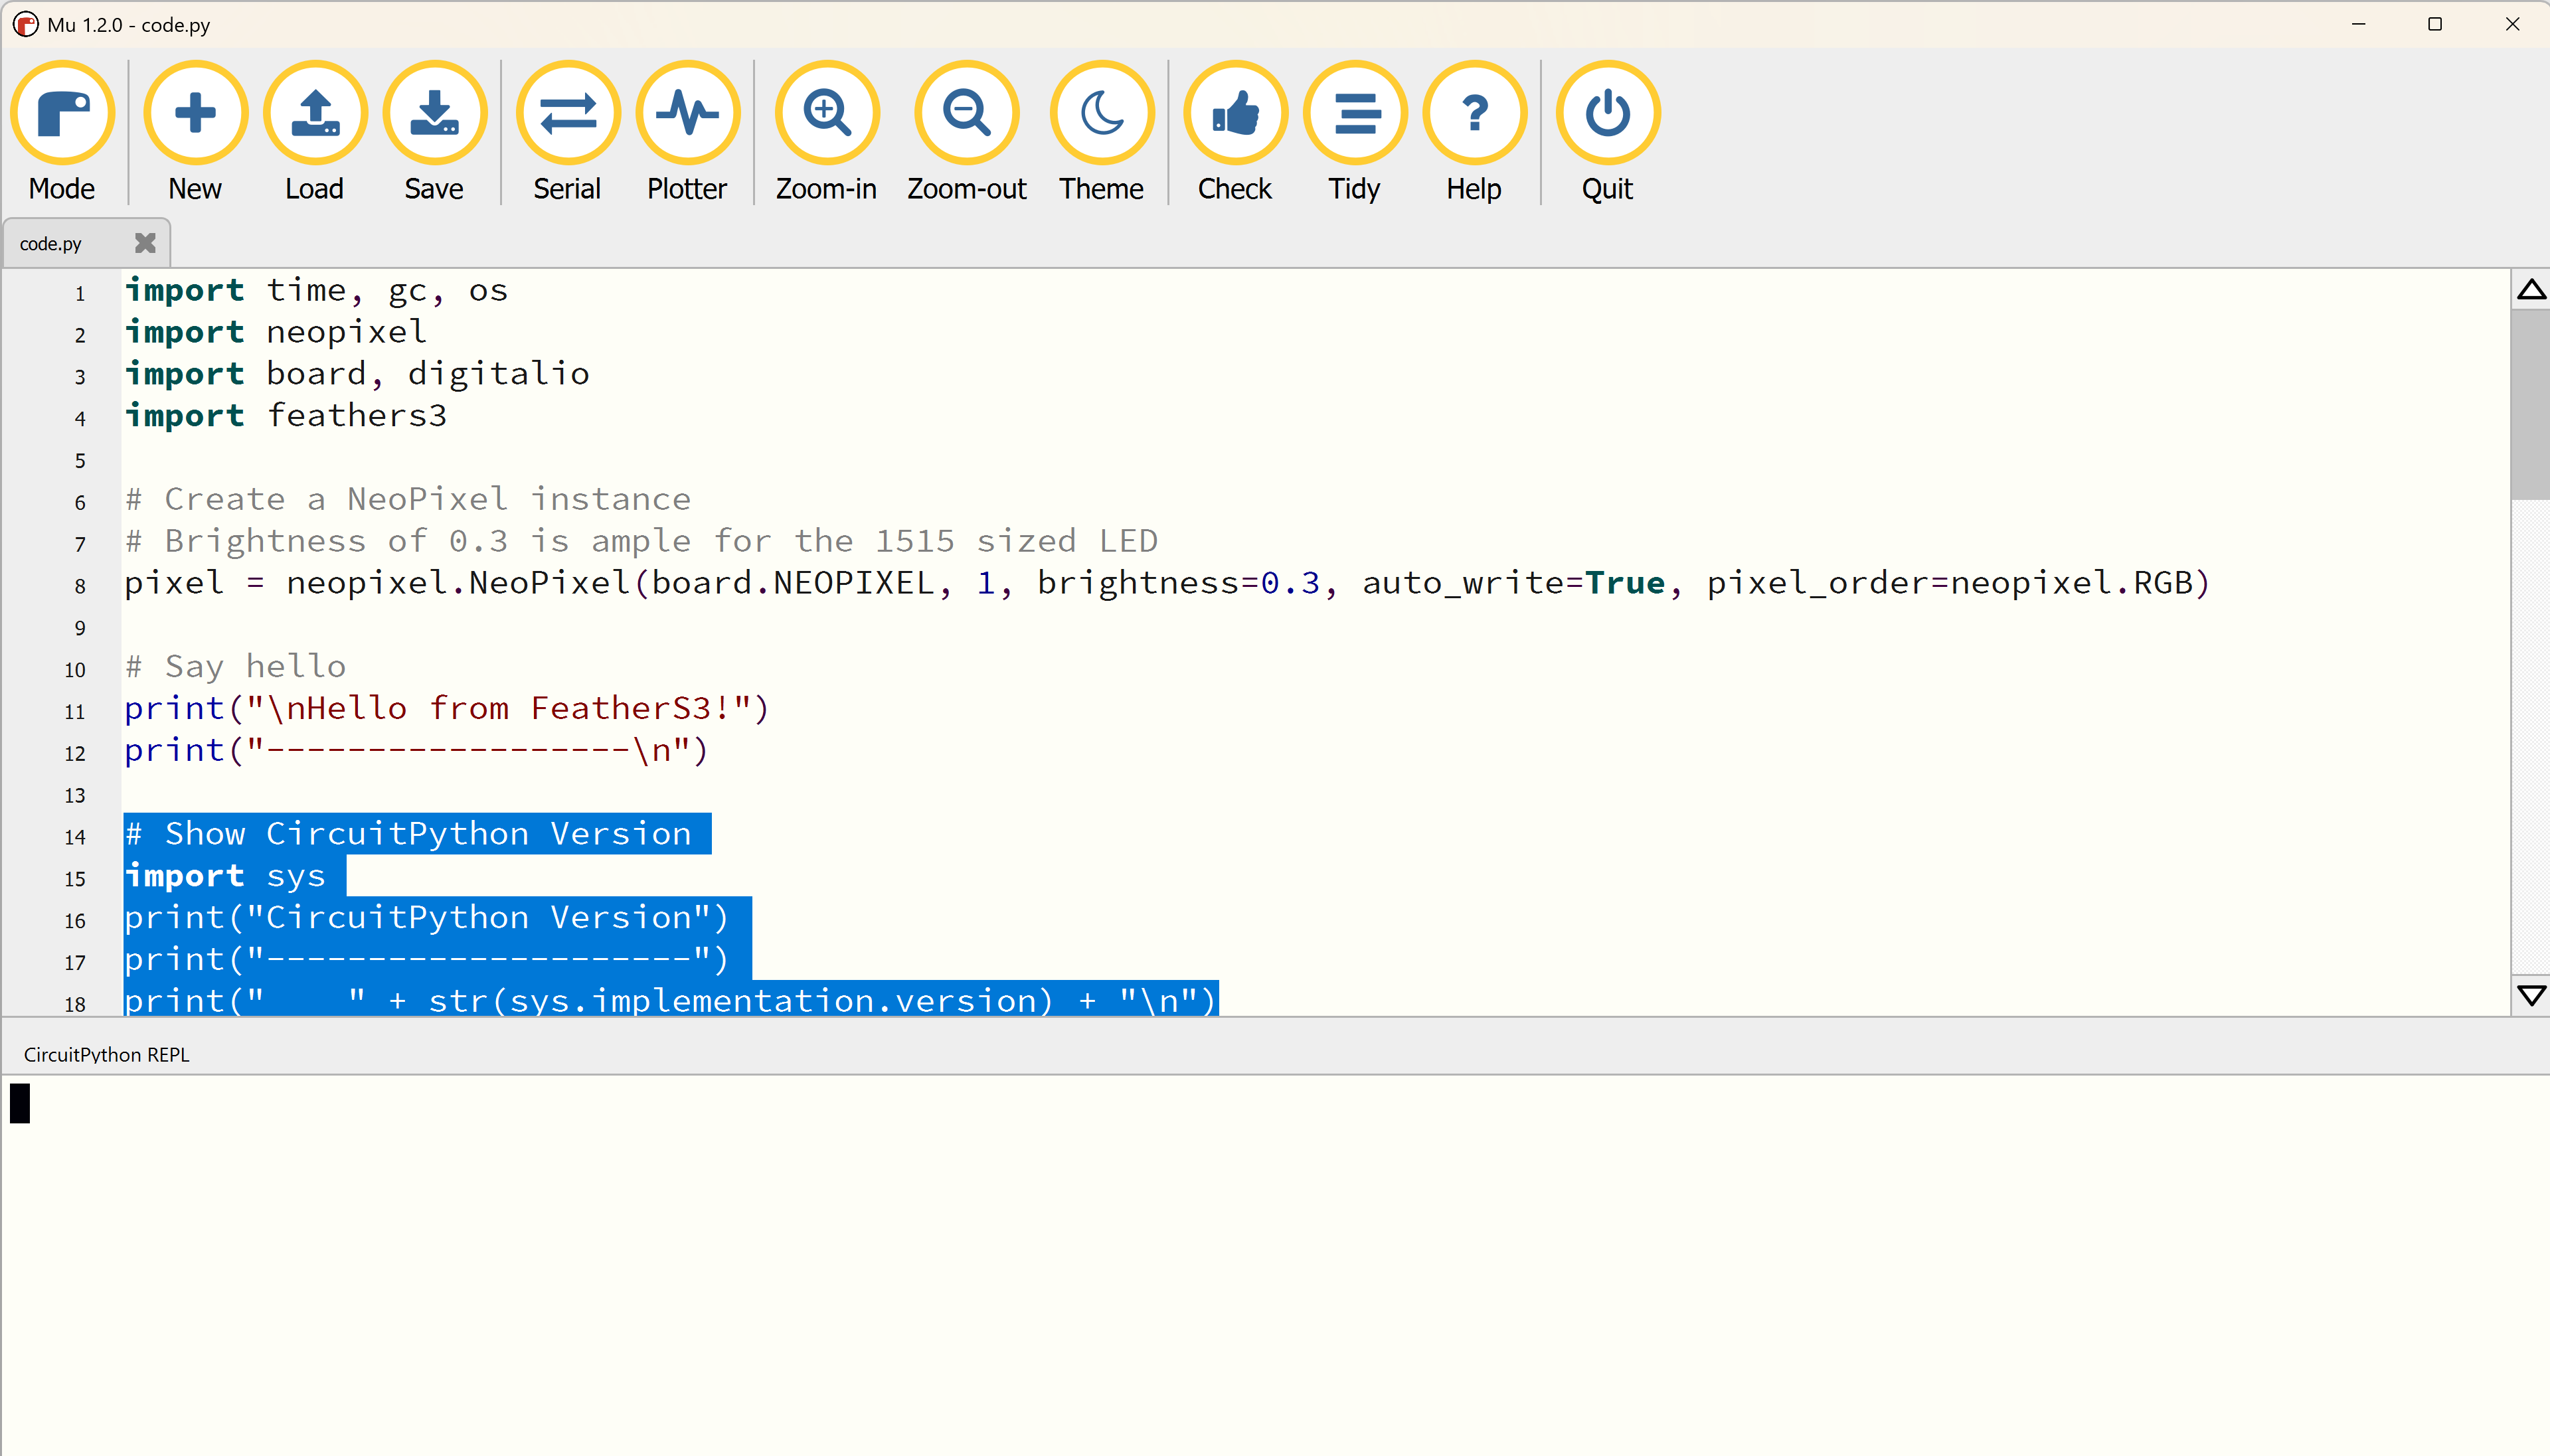 Mu 1.2.0 - code.py
Mode New Load Save Serial Plotter Zoom-in Zoom-out Theme Check Tidy Help Quit
code.py
1 import time, gc, os
2 import neopixel
3 import board, digitalio
4 import feathers3
5
6 # Create a NeoPixel instance
7 # Brightness of 0.3 is ample for the 1515 sized LED
8 pixel = neopixel.NeoPixel(board.NEOPIXEL, 1, brightness=0.3, auto_write=True, pixel_order=neopixel.RGB)
9
10 # Say hello
11 print("\nHello from FeatherS3!")
12 print("------------------\n")
13
14 # Show CircuitPython Version
15 import sys
16 print("CircuitPython Version")
17 print("---------------------")
18 print("    " + str(sys.implementation.version) + "\n")
CircuitPython REPL